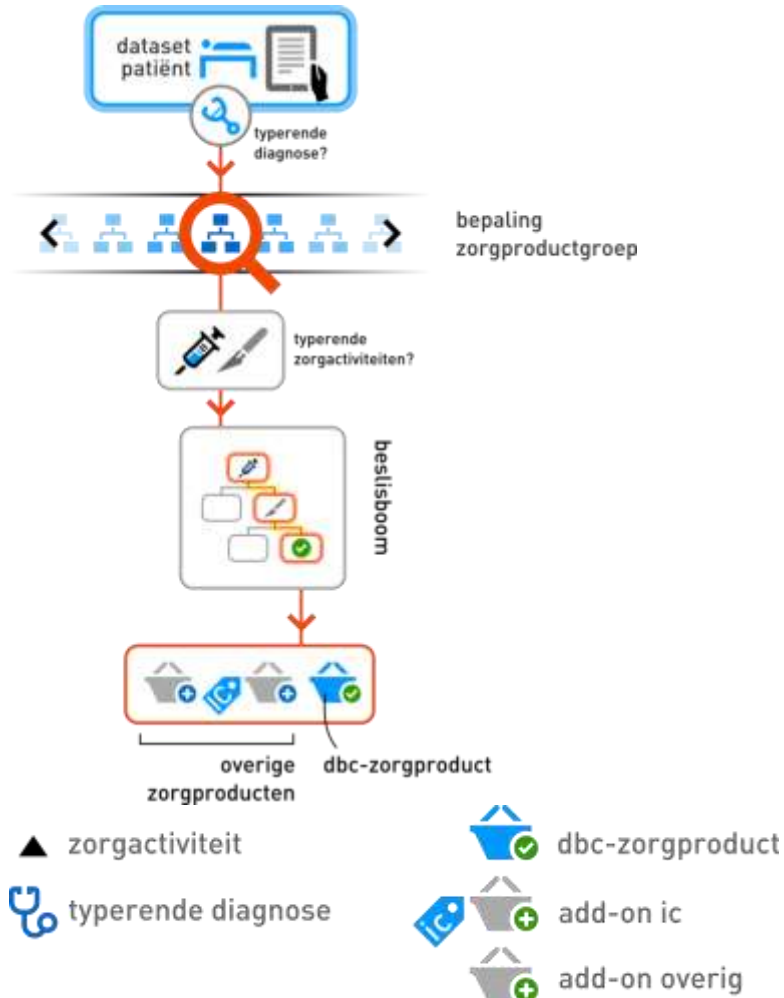 dataset
patiënt
typerende
diagnose?
bepaling
zorgproductgroep
typerende
zorgactiviteiten?
beslisboom
overige
zorgproducten
dbc-zorgproduct
zorgactiviteit
dbc-zorgproduct
typerende diagnose
ic
add-on ic
add-on overig